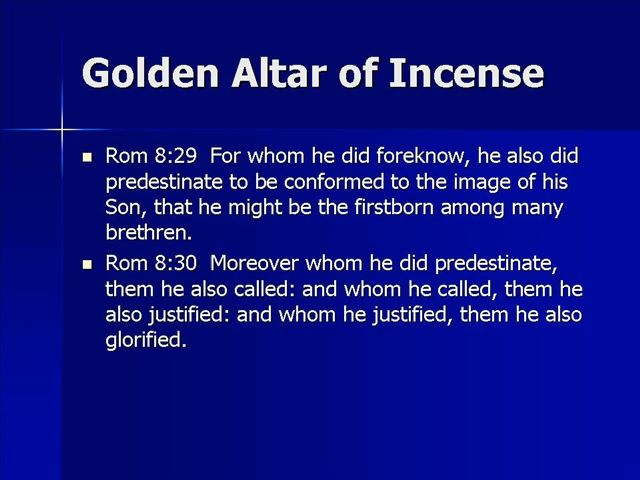 Golden Altar of Incense
Rom 8:29  For whom he did foreknow, he also did
predestinate to be conformed to the image of his
Son, that he might be the firstborn among many
brethren.
Rom 8:30  Moreover whom he did predestinate,
them he also called: and whom he called, them he
also justified: and whom he justified, them he also
glorified.